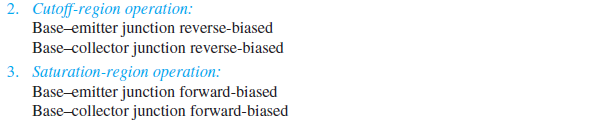 2. Cutoff-region operation:
Base–emitter junction reverse-biased
Base–collector junction reverse-biased
3. Saturation-region operation:
Base–emitter junction forward-biased
Base–collector junction forward-biased